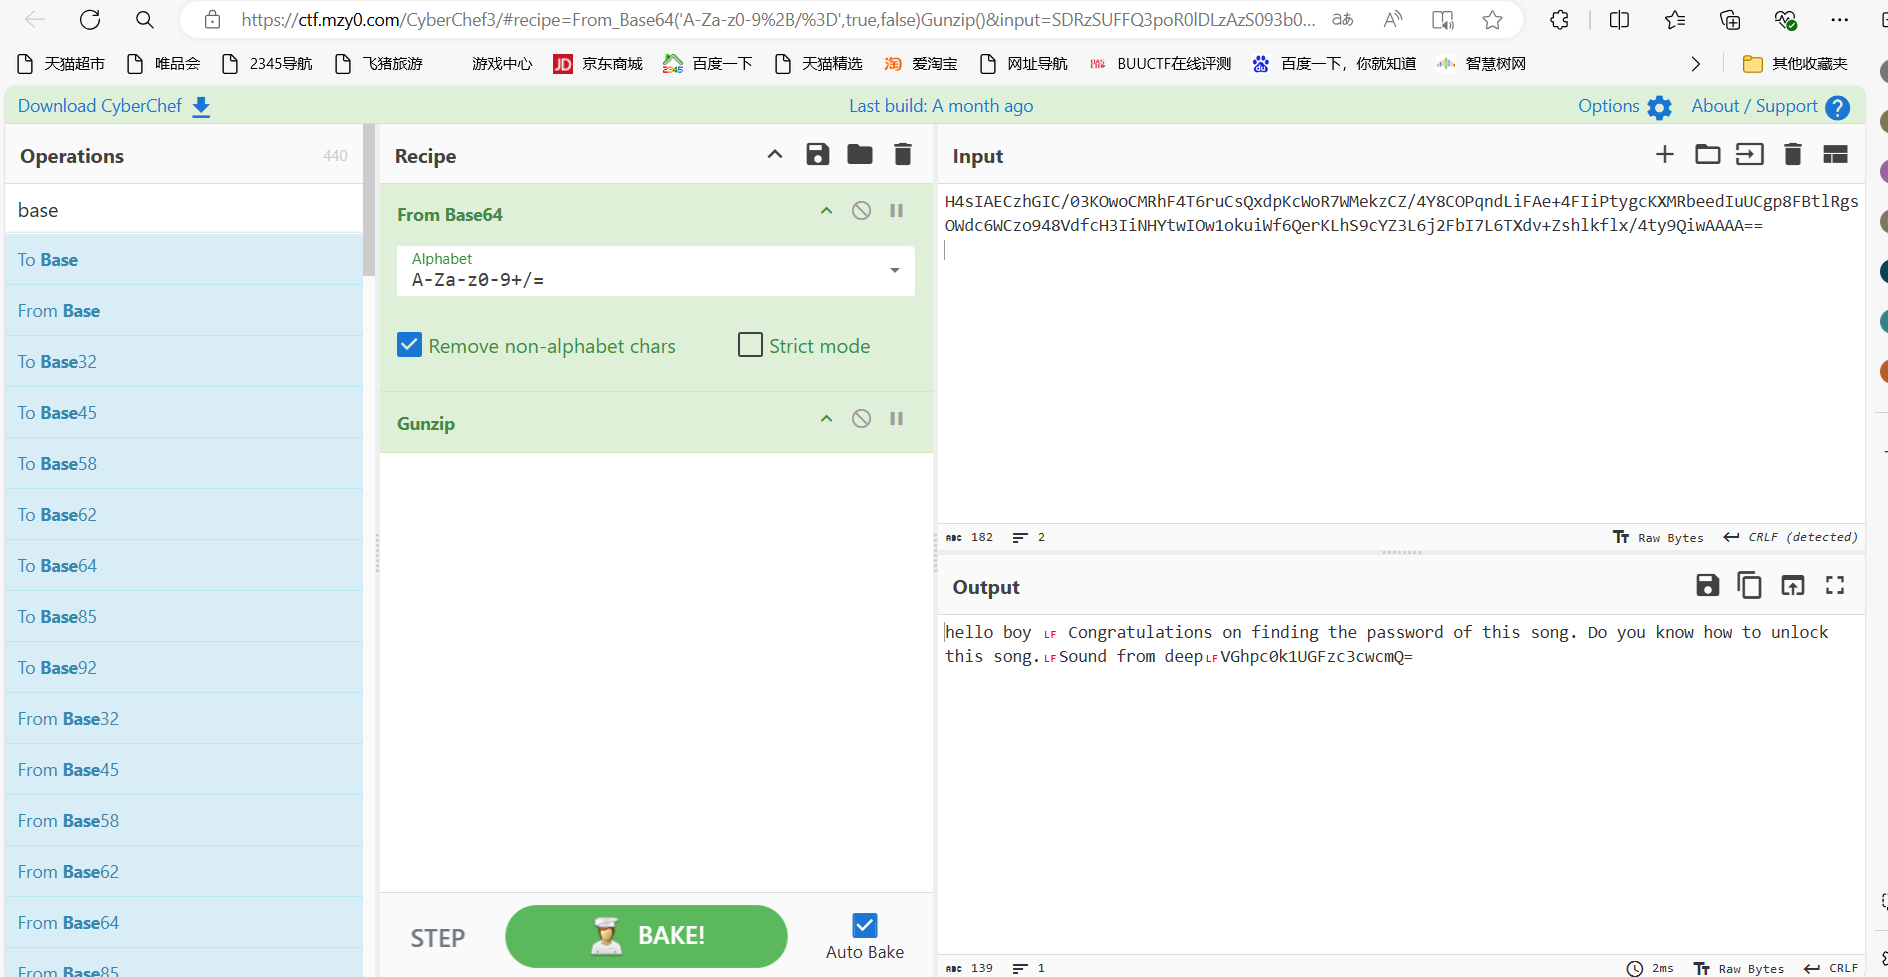 https://ctf.mzy0.com/CyberChef3/#recipe=From_Base64('A-Za-z0-9%2B/%3D',true,false)Gunzip()&input=SDRzSUFFQ3poR0lDLzAzS093b0...
天猫超市 唯品会 2345导航 飞猪旅游 游戏中心 JD 京东商城 2345 百度一下 天猫精选 淘 爱淘宝 网址导航 BUUCTF在线评测 百度一下，你就知道 智慧树网 其他收藏夹
Download CyberChef Last build: A month ago Options About / Support ?
Operations 440
base
To Base
From Base
To Base32
To Base45
To Base58
To Base62
To Base64
To Base85
To Base92
From Base32
From Base45
From Base58
From Base62
From Base64
From Base85
Recipe
From Base64
Alphabet
A-Za-z0-9+/=
Remove non-alphabet chars Strict mode
Gunzip
STEP BAKE! Auto Bake
Input
H4sIAECzhGIC/03KOwoCMRhF4T6ruCsQxdpKcWoR7WMekzCZ/4Y8COPqndLiFAe+4FIiPtygcKXMRbeedIuUCgp8FBtlRgs
OWdc6WCzo948VdfcH3IiNHYtwIOw1okuiWf6QerKLhS9cYZ3L6j2FbI7L6TXdv+Zshlkflx/4ty9QiwAAAA==
ABC 182 2 Raw Bytes CRLF (detected)
Output
hello boy LF Congratulations on finding the password of this song. Do you know how to unlock
this song.LFSound from deepLFVGhpc0k1UGFzc3cwcmQ=
ABC 139 1 2ms Raw Bytes CRLF